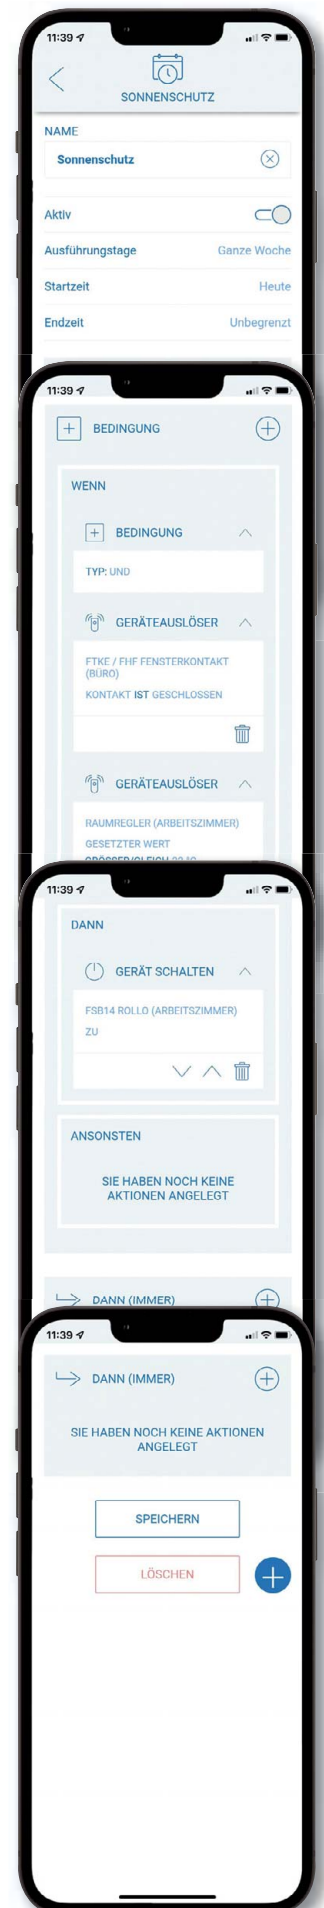 11:39
SONNENSCHUTZ
NAME
Sonnenschutz
Aktiv
Ausführungstage Ganze Woche
Startzeit Heute
Endzeit Unbegrenzt
11:39
BEDINGUNG
WENN
BEDINGUNG
TYP: UND
GERÄTEAUSLÖSER
FTKE / FHF FENSTERKONTAKT
(BÜRO)
KONTAKT IST GESCHLOSSEN
GERÄTEAUSLÖSER
RAUMREGLER (ARBEITSZIMMER)
GESETZTER WERT
GRÖSSER/GLEICH
11:39
DANN
GERÄT SCHALTEN
FSB14 ROLLO (ARBEITSZIMMER)
ZU
ANSONSTEN
SIE HABEN NOCH KEINE
AKTIONEN ANGELEGT
DANN (IMMER)
11:39
DANN (IMMER)
SIE HABEN NOCH KEINE AKTIONEN
ANGELEGT
SPEICHERN
LÖSCHEN